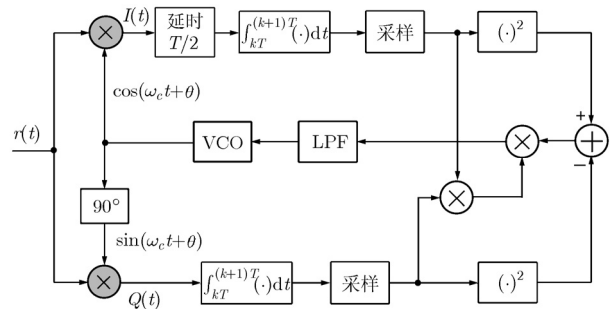 I(t)
延时
T/2
∫_{kT}^{(k+1)T}(·)dt
采样
(·)²
cos(ω_c t+θ)
+
r(t)
VCO
LPF
×
+
−
×
90°
sin(ω_c t+θ)
Q(t)
∫_{kT}^{(k+1)T}(·)dt
采样
(·)²